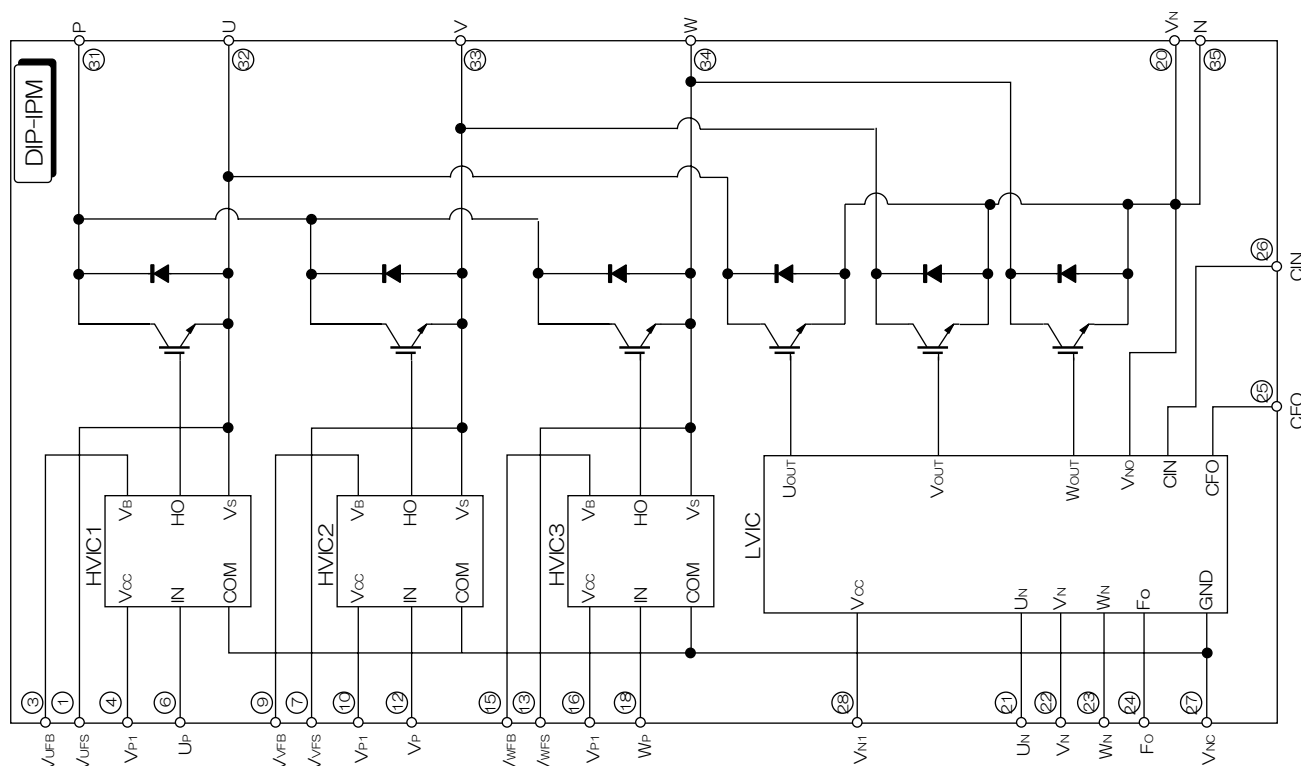 DIP-IPM
P
31
U
32
V
33
W
34
VN
20
N
35
26
CIN
25
CFO
HVIC1
VB
HO
VS
VCC
IN
COM
HVIC2
VB
HO
VS
VCC
IN
COM
HVIC3
VB
HO
VS
VCC
IN
COM
LVIC
UOUT
VOUT
WOUT
VNO
CIN
CFO
VCC
UN
VN
WN
FO
GND
3
VUFB
1
VUFS
4
VP1
6
UP
9
VVFB
7
VVFS
10
VP1
12
VP
15
VWFB
13
VWFS
16
VP1
18
WP
28
VN1
21
UN
22
VN
23
WN
24
FO
27
VNC